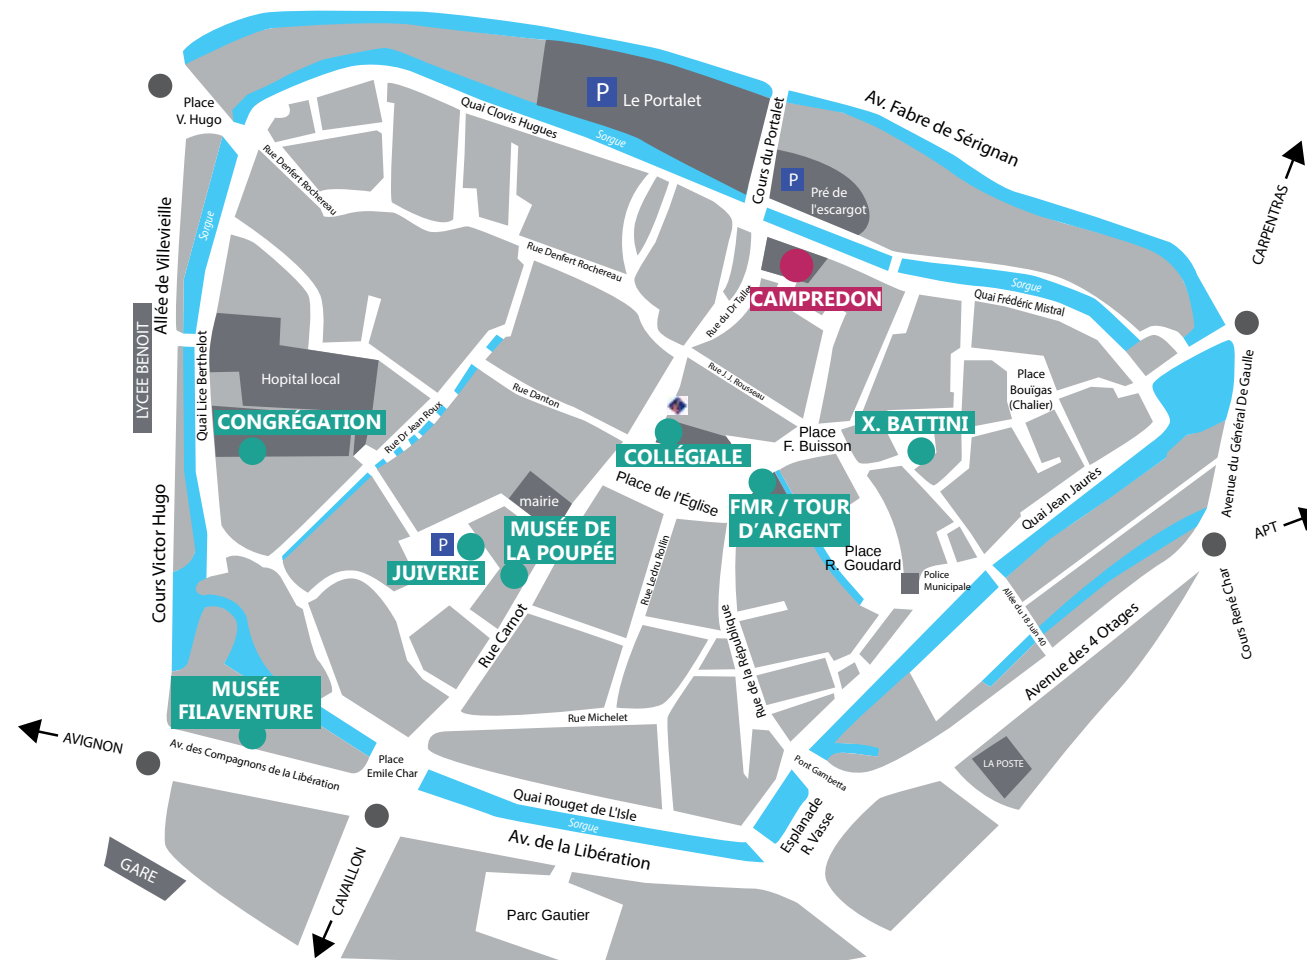 P Le Portalet
Av. Fabre de Sérignan
Place
V. Hugo
Quai Clovis Hugues
Sorgue
Cours du Portalet
P
Pré de
l'escargot
CARPENTRAS
Rue Denfert Rochereau
Sorgue
Allée de Villevieille
Rue Denfert Rochereau
CAMPREDON
Rue du Dr Tallet
Sorgue
Quai Frédéric Mistral
LYCEE BENOIT
Quai Lice Berthelot
Hopital local
CONGRÉGATION
Rue Dr Jean Roux
Rue Danton
Rue J. J. Rousseau
Place
Bouïgas
(Chalier)
Avenue du Général De Gaulle
COLLÉGIALE
Place
F. Buisson
X. BATTINI
Place de l'Église
FMR / TOUR
D’ARGENT
Quai Jean Jaurès
APT
mairie
MUSÉE DE
LA POUPÉE
P
JUIVERIE
Cours Victor Hugo
Rue Ledru Rollin
Place
R. Goudard
Police
Municipale
Allée du 18 Juin 40
Cours René Char
Rue Carnot
Rue de la République
Avenue des 4 Otages
MUSÉE
FILAVENTURE
Rue Michelet
AVIGNON
Av. des Compagnons de la Libération
Place
Emile Char
Pont Gambetta
LA POSTE
Quai Rouget de L'Isle
Sorgue
Av. de la Libération
Esplanade
R. Vasse
GARE
CAVAILLON
Parc Gautier